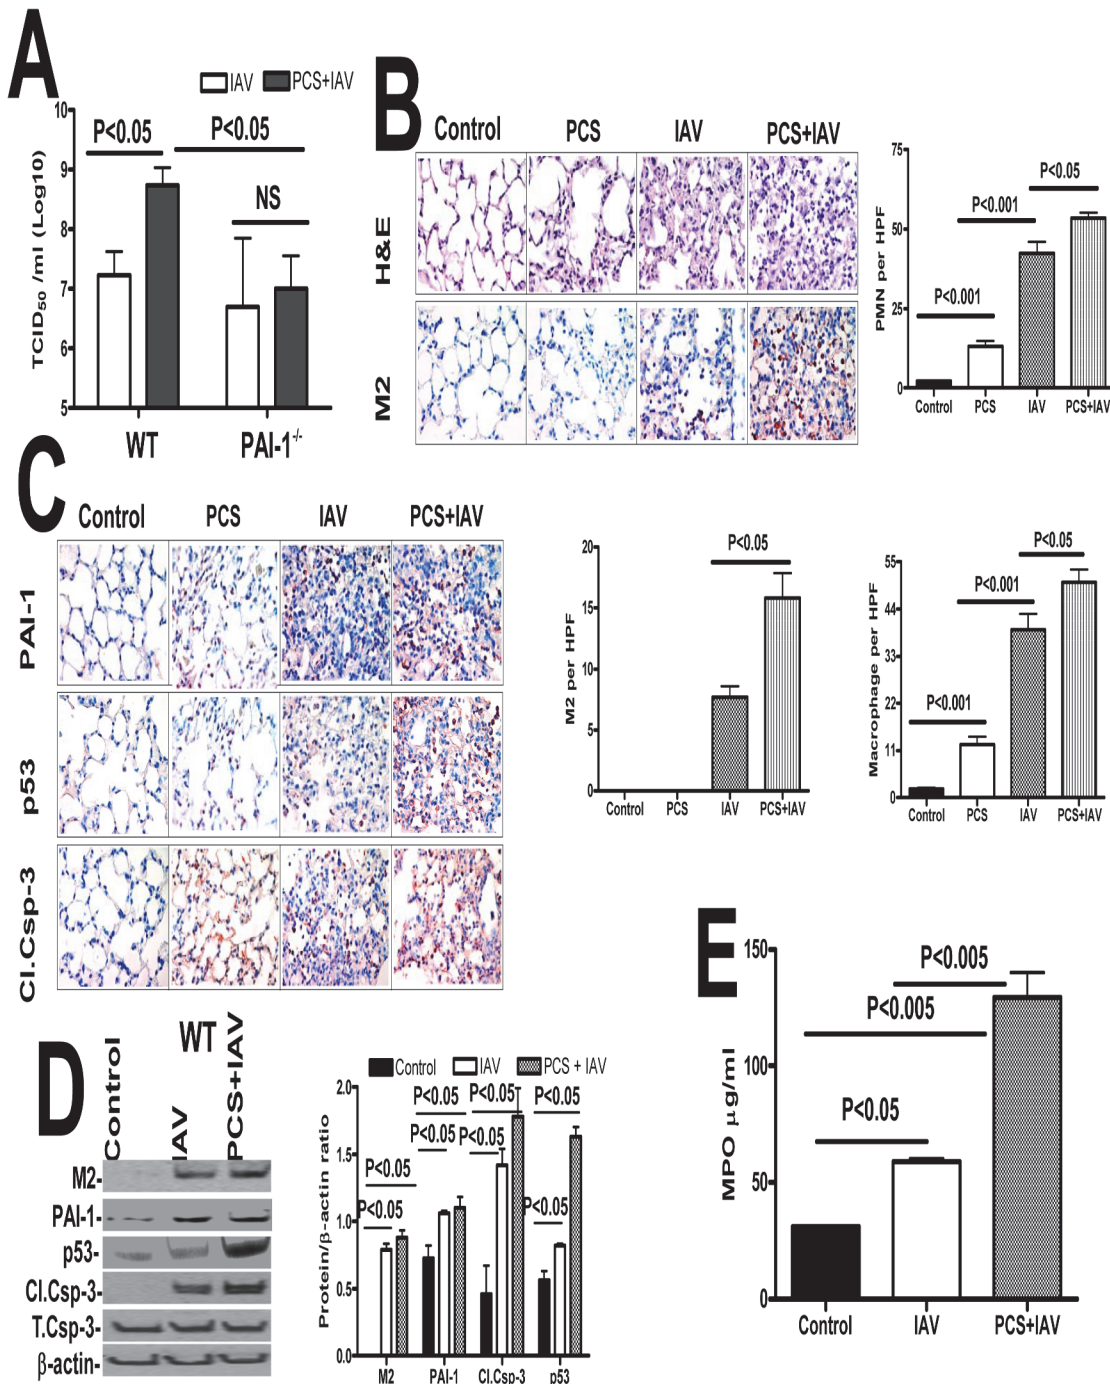 A
IAV PCS+IAV
TCID50 /ml (Log10)
10
9
8
7
6
5
P<0.05
P<0.05
NS
WT PAI-1-/-
B
Control PCS IAV PCS+IAV
H&E
M2
PMN per HPF
75
50
25
0
P<0.001
P<0.001
P<0.05
Control PCS IAV PCS+IAV
C
Control PCS IAV PCS+IAV
PAI-1
p53
Cl.Csp-3
M2 per HPF
20
15
10
5
0
P<0.05
Control PCS IAV PCS+IAV
Macrophage per HPF
55
44
33
22
11
0
P<0.001
P<0.001
P<0.05
Control PCS IAV PCS+IAV
D
WT
Control
IAV
PCS+IAV
M2-
PAI-1-
p53-
Cl.Csp-3-
T.Csp-3-
β-actin-
Control IAV PCS + IAV
Protein/β-actin ratio
2.0
1.5
1.0
0.5
0.0
P<0.05
P<0.05
P<0.05
P<0.05
P<0.05
P<0.05
P<0.05
P<0.05
M2 PAI-1 Cl.Csp-3 p53
E
MPO μg/ml
150
100
50
0
P<0.005
P<0.005
P<0.05
Control IAV PCS+IAV